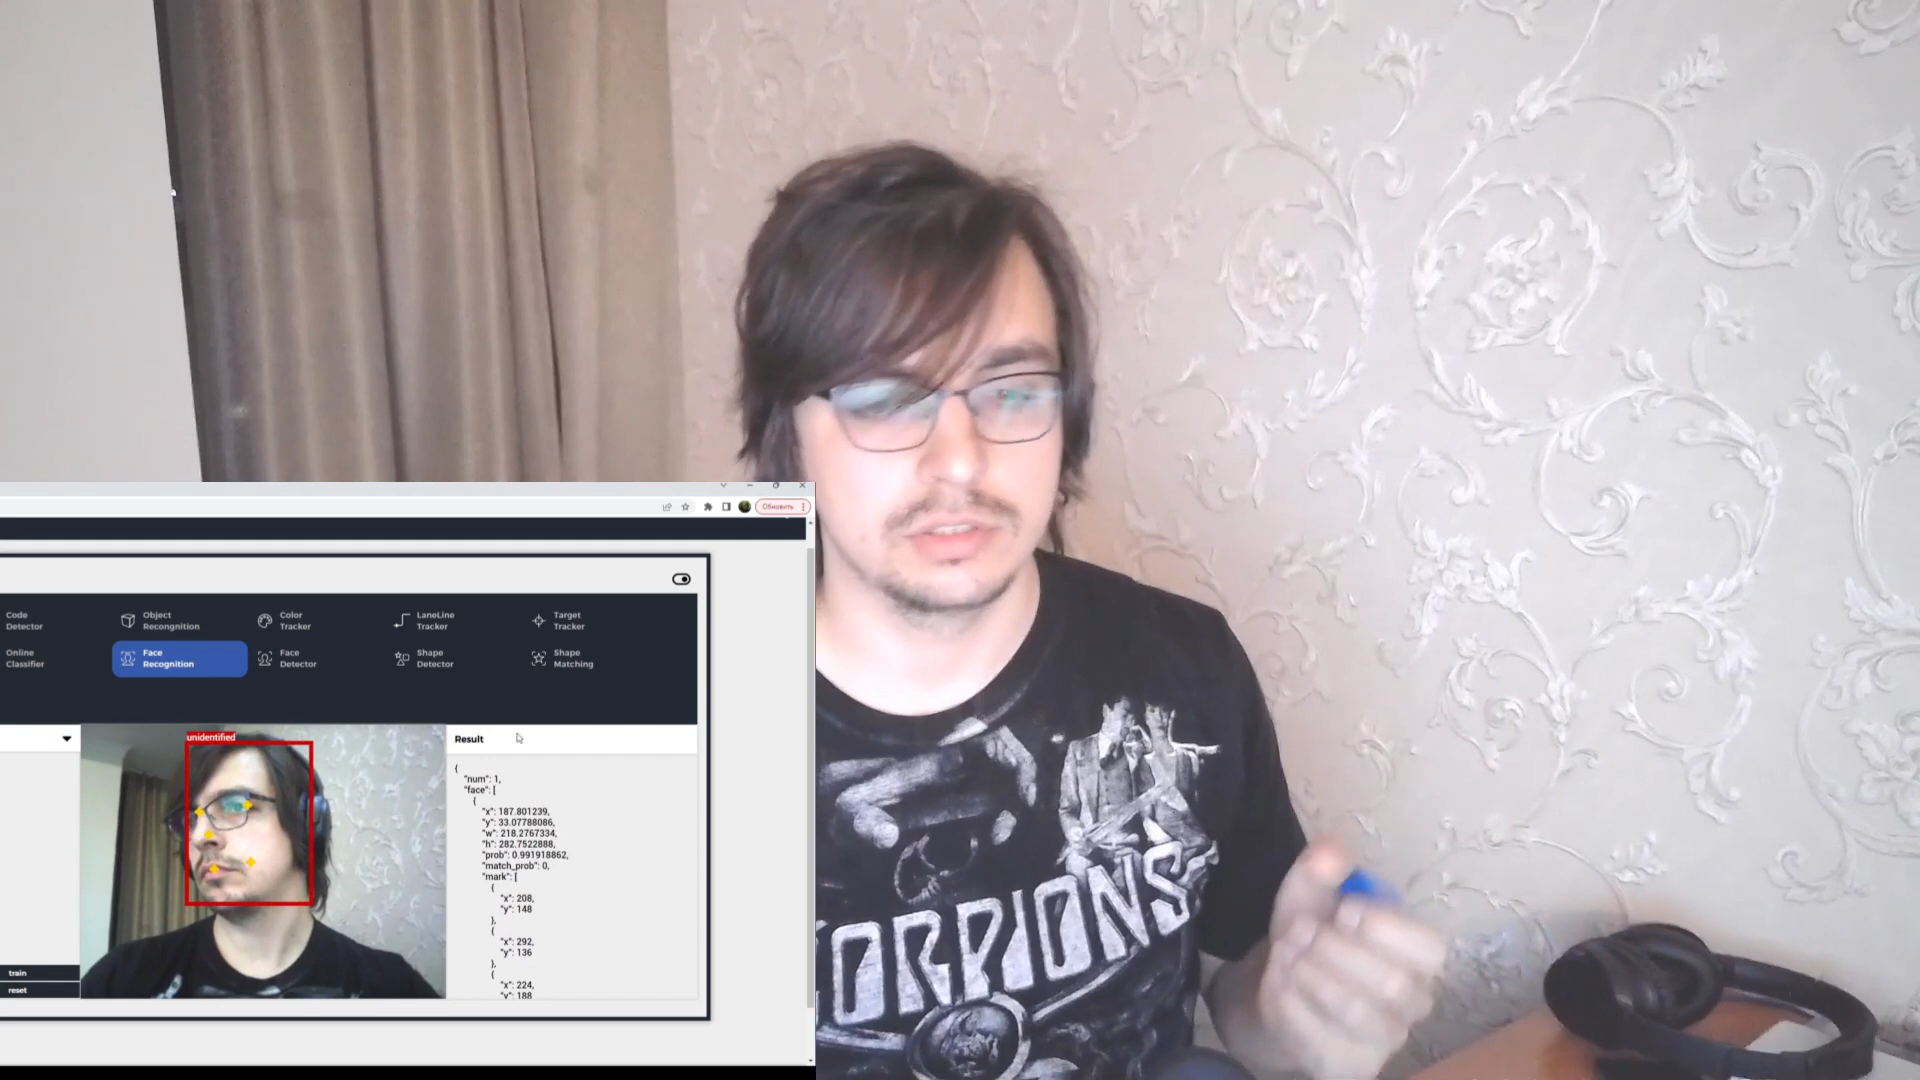 Обновить
Code
Detector
Object
Recongnition
Color
Tracker
LaneLine
Tracker
Target
Tracker
Online
Classifier
Face
Recognition
Face
Detector
Shape
Detector
Shape
Matching
unidentified
Result
{
"num": 1,
"face": [
{
"x": 187.801239,
"y": 33.07788086,
"w": 218.2767334,
"h": 282.7522888,
"prob": 0.991918862,
"match_prob": 0,
"mark": [
{
"x": 208,
"y": 148
},
{
"x": 292,
"y": 136
},
{
"x": 224,
"y": 188
train
reset
CORPIONS